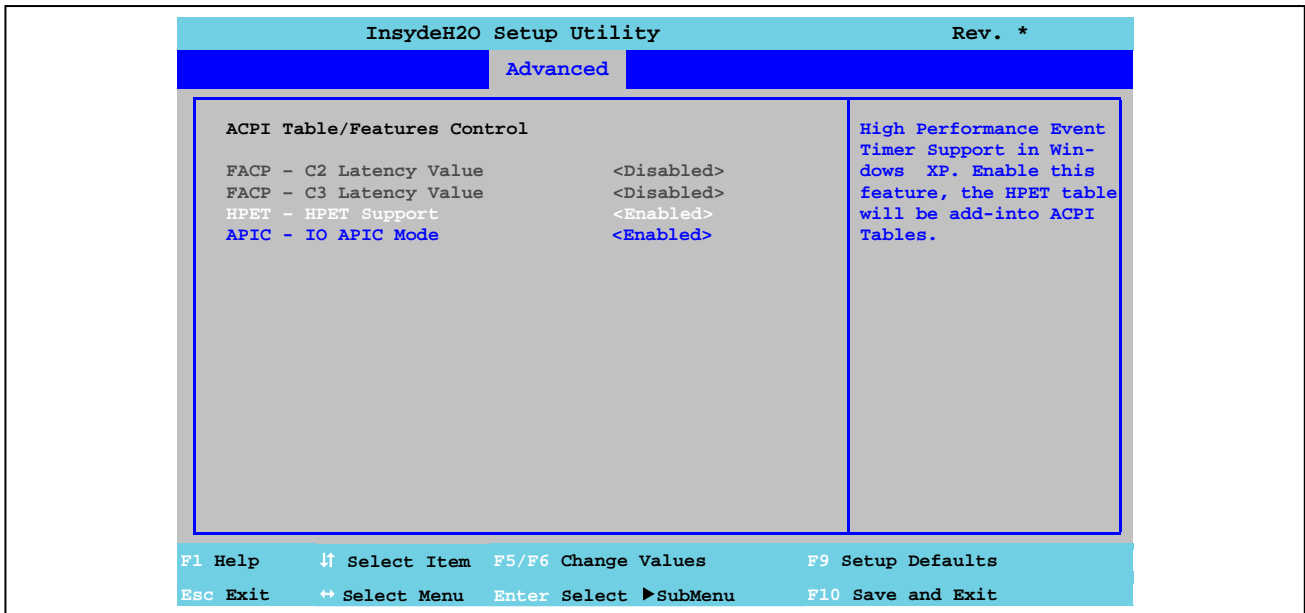 InsydeH2O Setup Utility Rev. *
Advanced
ACPI Table/Features Control
FACP – C2 Latency Value <Disabled>
FACP – C3 Latency Value <Disabled>
HPET – HPET Support <Enabled>
APIC – IO APIC Mode <Enabled>
High Performance Event
Timer Support in Win-
dows XP. Enable this
feature, the HPET table
will be add-into ACPI
Tables.
F1 Help ↓↑ Select Item F5/F6 Change Values F9 Setup Defaults
Esc Exit ↔ Select Menu Enter Select ▶SubMenu F10 Save and Exit